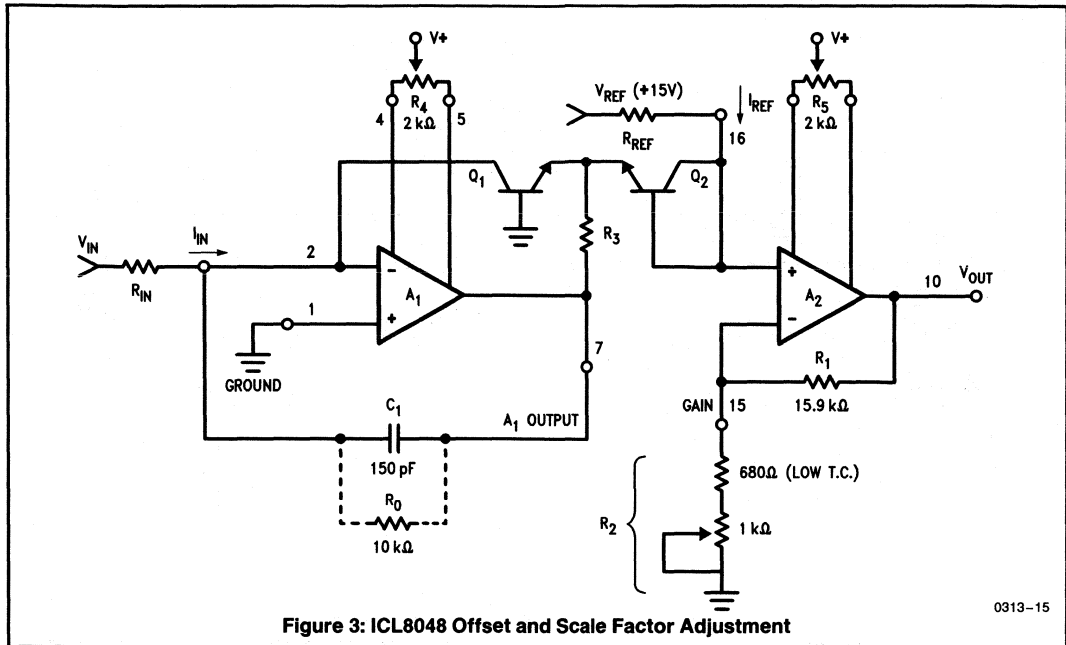 V+
R4
2 kΩ
4
5
VREF (+15V)
RREF
IREF
16
V+
R5
2 kΩ
Q1
Q2
R3
VIN
RIN
IIN
2
−
A1
+
1
GROUND
7
A1 OUTPUT
C1
150 pF
R0
10 kΩ
+
A2
−
10
VOUT
R1
15.9 kΩ
GAIN
15
680Ω (LOW T.C.)
R2
1 kΩ
0313–15
Figure 3: ICL8048 Offset and Scale Factor Adjustment